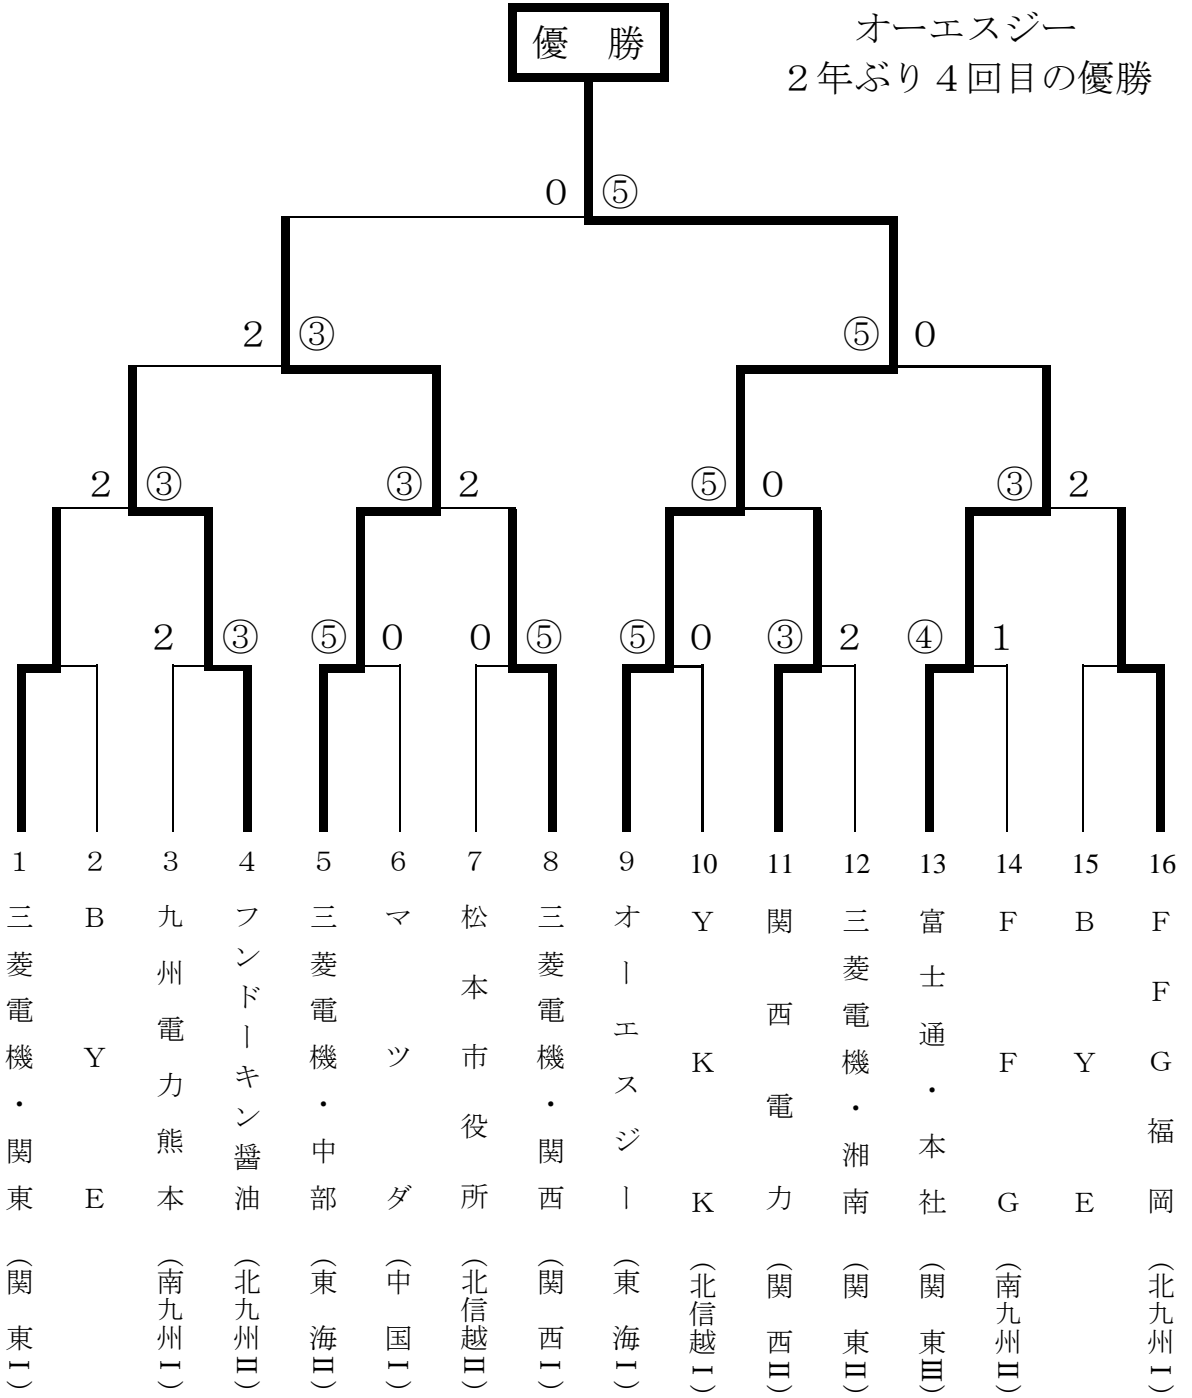 優　勝
オーエスジー
２年ぶり４回目の優勝
0 ⑤
2 ③ ⑤ 0
2 ③ ③ 2 ⑤ 0 ③ 2
2 ③ ⑤ 0 0 ⑤ ⑤ 0 ③ 2 ④ 1
1 2 3 4 5 6 7 8 9 10 11 12 13 14 15 16
三菱電機・関東（関　東Ⅰ）
ＢＹＥ
九州電力熊本（南九州Ⅰ）
フンドーキン醤油（北九州Ⅱ）
三菱電機・中部（東　海Ⅱ）
マツダ（中　国Ⅰ）
松本市役所（北信越Ⅱ）
三菱電機・関西（関　西Ⅰ）
オーエスジー（東　海Ⅰ）
ＹＫＫ（北信越Ⅰ）
関西電力（関　西Ⅱ）
三菱電機・湘南（関　東Ⅱ）
富士通・本社（関　東Ⅲ）
ＦＦＧ（南九州Ⅱ）
ＢＹＥ
ＦＦＧ福岡（北九州Ⅰ）